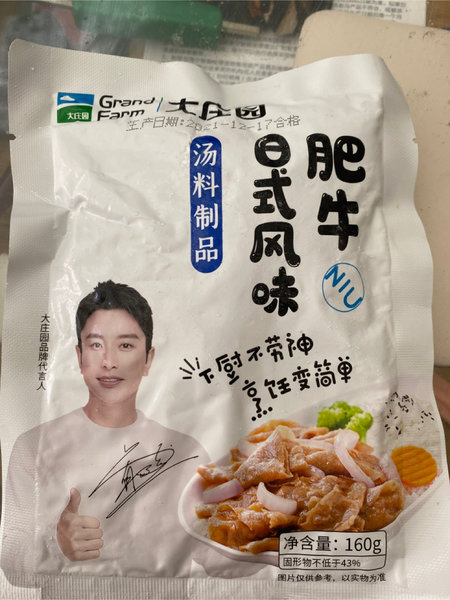 大庄园
Grand Farm
大庄园
生产日期:2021-12-17合格
汤料制品
肥牛
日式风味
NIU
大庄园品牌代言人
下厨不劳神
烹饪变简单
净含量：160g
固形物不低于43%
图片仅供参考，以实物为准